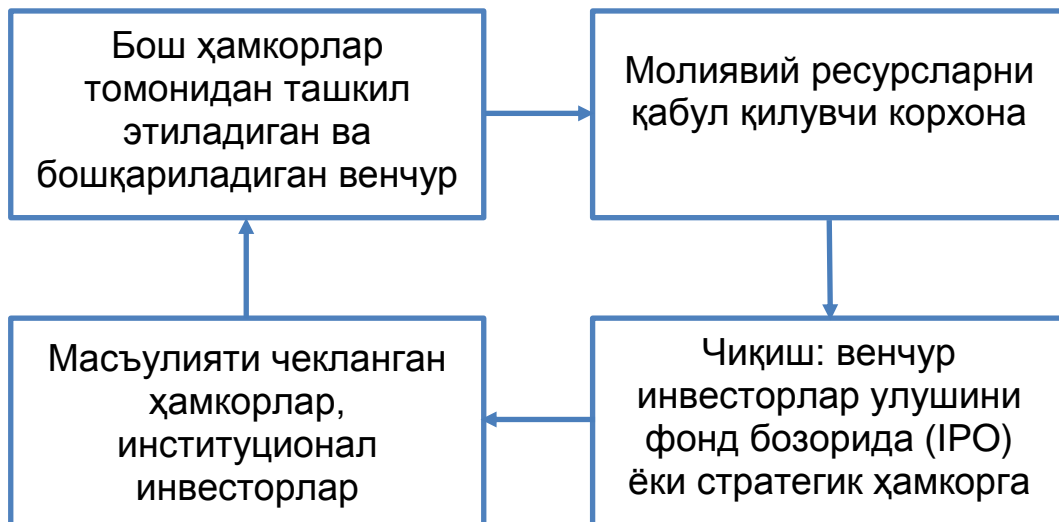 Бош ҳамкорлар
томонидан ташкил
этиладиган ва
бошқариладиган венчур
Молиявий ресурсларни
қабул қилувчи корхона
Масъулияти чекланган
ҳамкорлар,
институционал
инвесторлар
Чиқиш: венчур
инвесторлар улушини
фонд бозорида (IPO)
ёки стратегик ҳамкорга